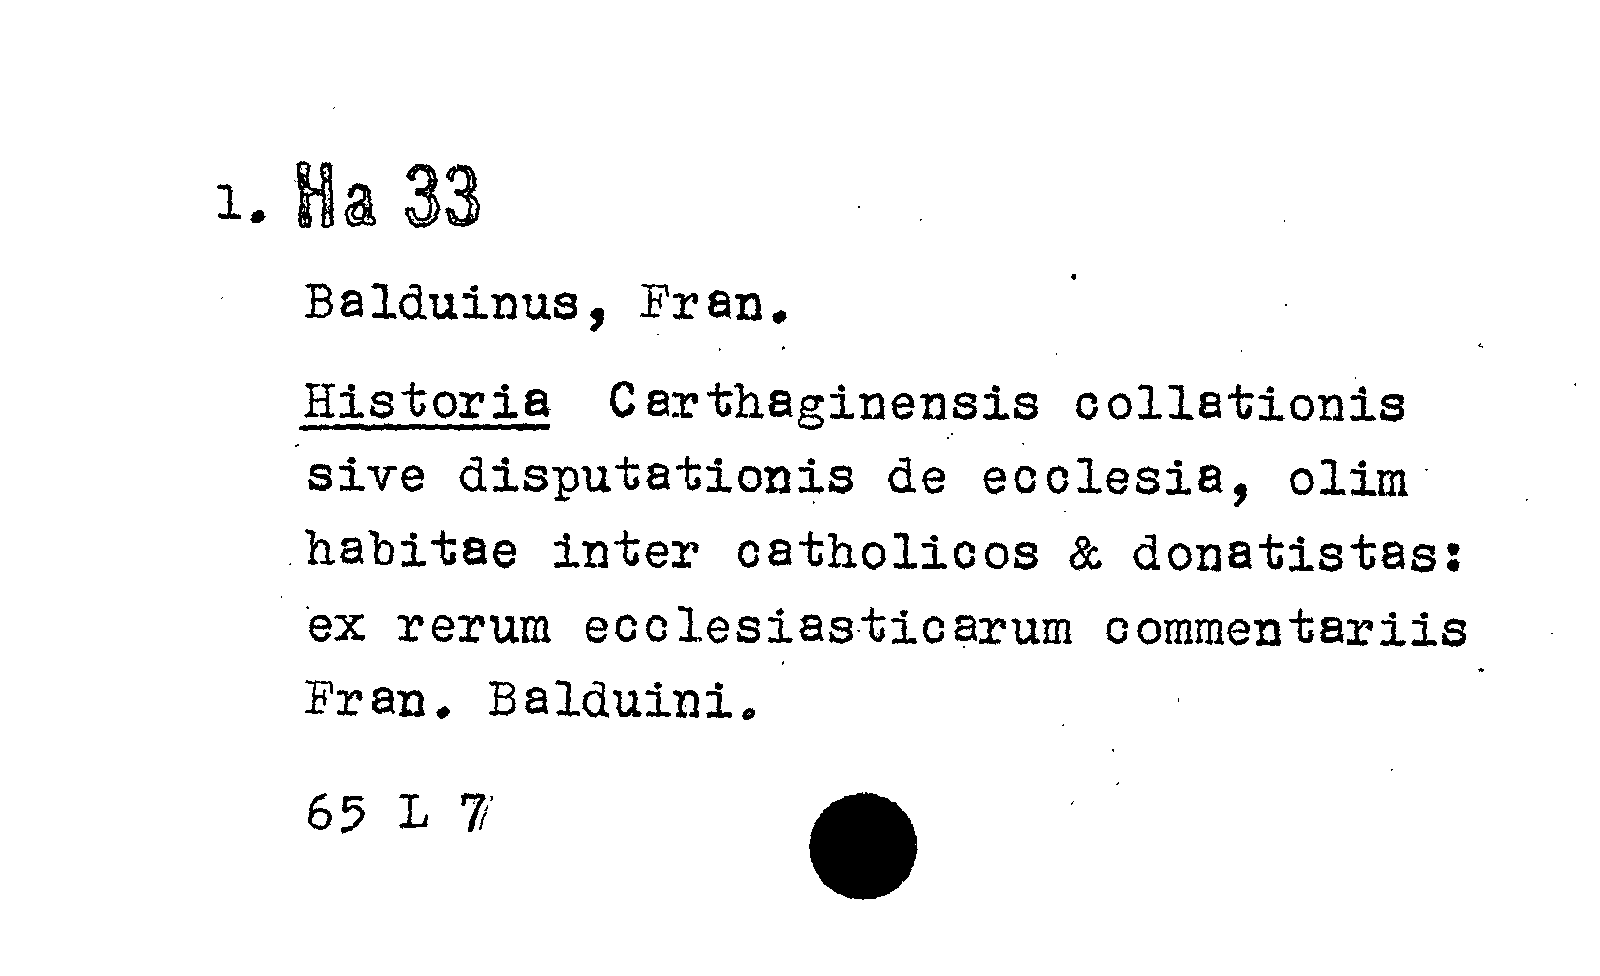 1. Ha 33
Balduinus, Fran.
Historia Carthaginensis collationis
sive disputationis de ecclesia, olim
habitae inter catholicos & donatistas:
ex rerum ecclesiasticarum commentariis
Fran. Balduini.
65 L 7